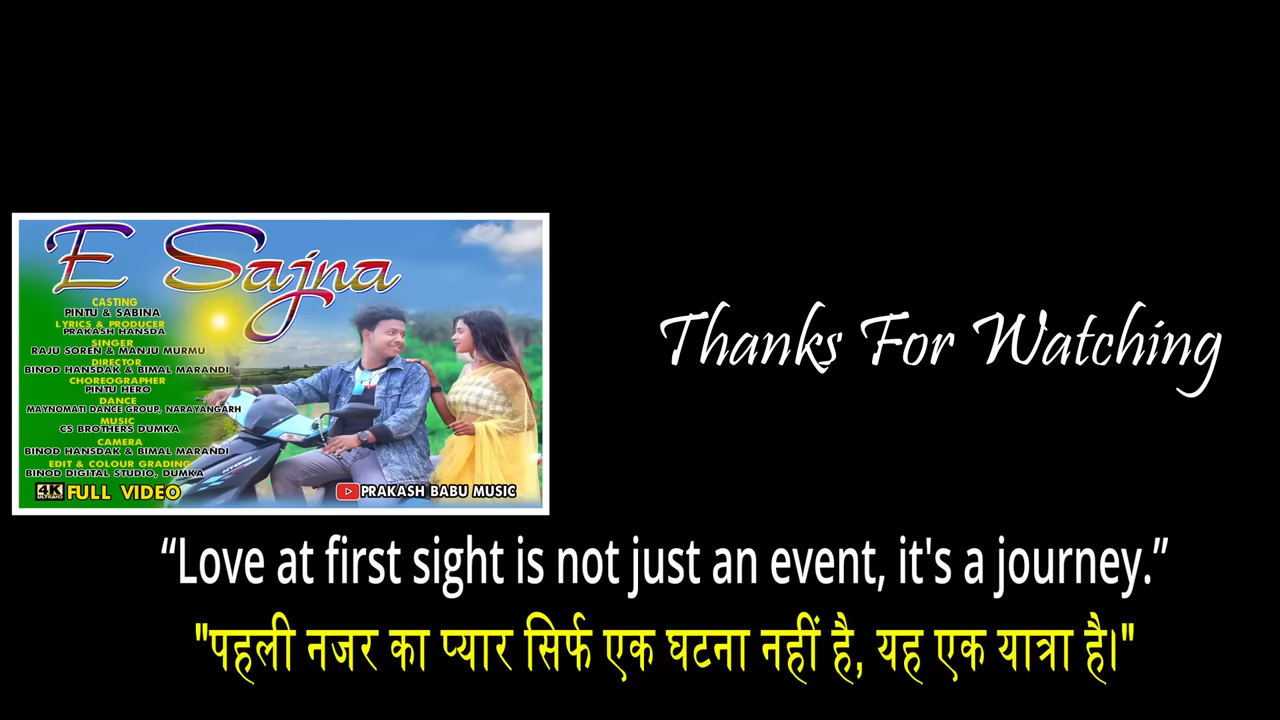 E Sajna
CASTING
PINTU & SABINA
LYRICS & PRODUCER
PRAKASH HANSDA
SINGER
RAJU SOREN & MANJU MURMU
DIRECTOR
BINOD HANSDAK & BIMAL MARANDI
CHOREOGRAPHER
PINTU HERO
DANCE
MAYNOMATI DANCE GROUP, NARAYANGARH
MUSIC
CS BROTHERS DUMKA
CAMERA
BINOD HANSDAK & BIMAL MARANDI
EDIT & COLOUR GRADING
BINOD DIGITAL STUDIO, DUMKA
4K ULTRAHD FULL VIDEO
PRAKASH BABU MUSIC
Thanks For Watching
“Love at first sight is not just an event, it's a journey.”
"पहली नजर का प्यार सिर्फ एक घटना नहीं है, यह एक यात्रा है।"